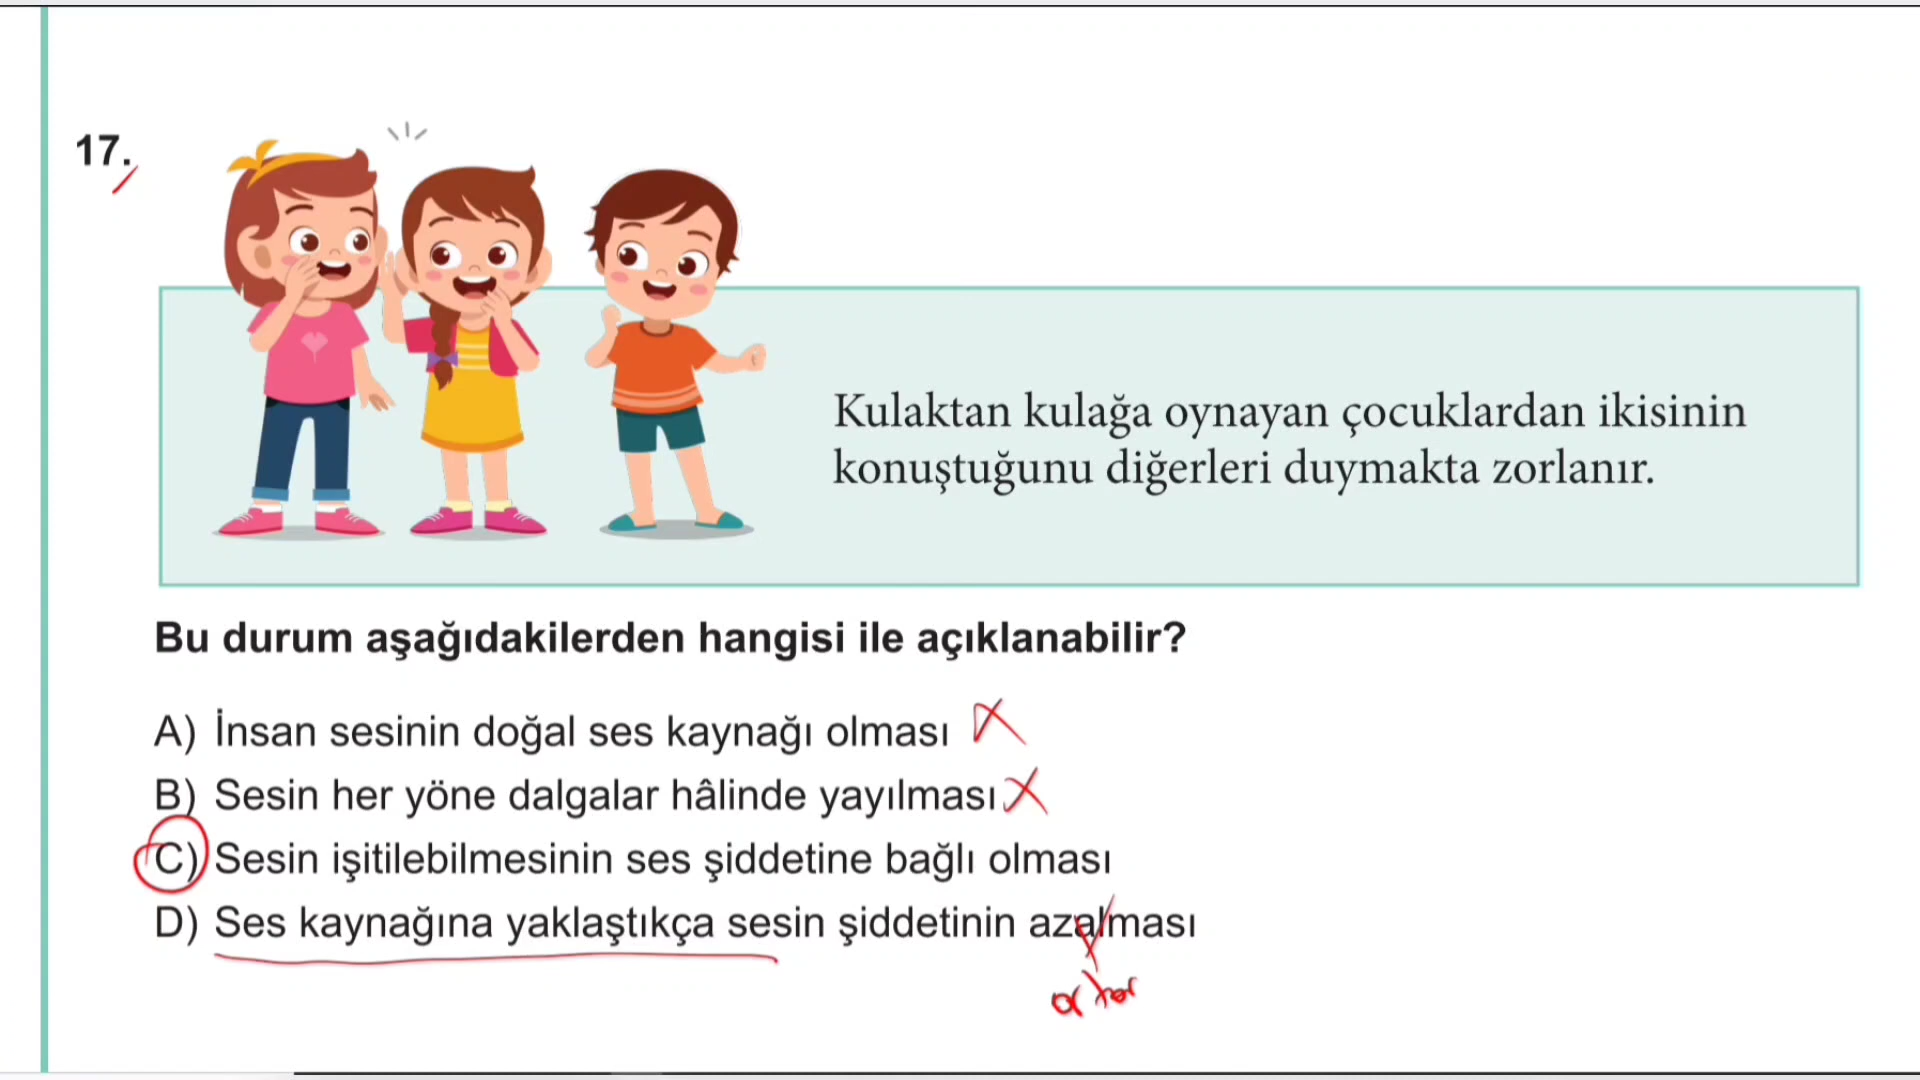 17.
Kulaktan kulağa oynayan çocuklardan ikisinin
konuştuğunu diğerleri duymakta zorlanır.
Bu durum aşağıdakilerden hangisi ile açıklanabilir?
A) İnsan sesinin doğal ses kaynağı olması
B) Sesin her yöne dalgalar hâlinde yayılması
C) Sesin işitilebilmesinin ses şiddetine bağlı olması
D) Ses kaynağına yaklaştıkça sesin şiddetinin azalması
artar